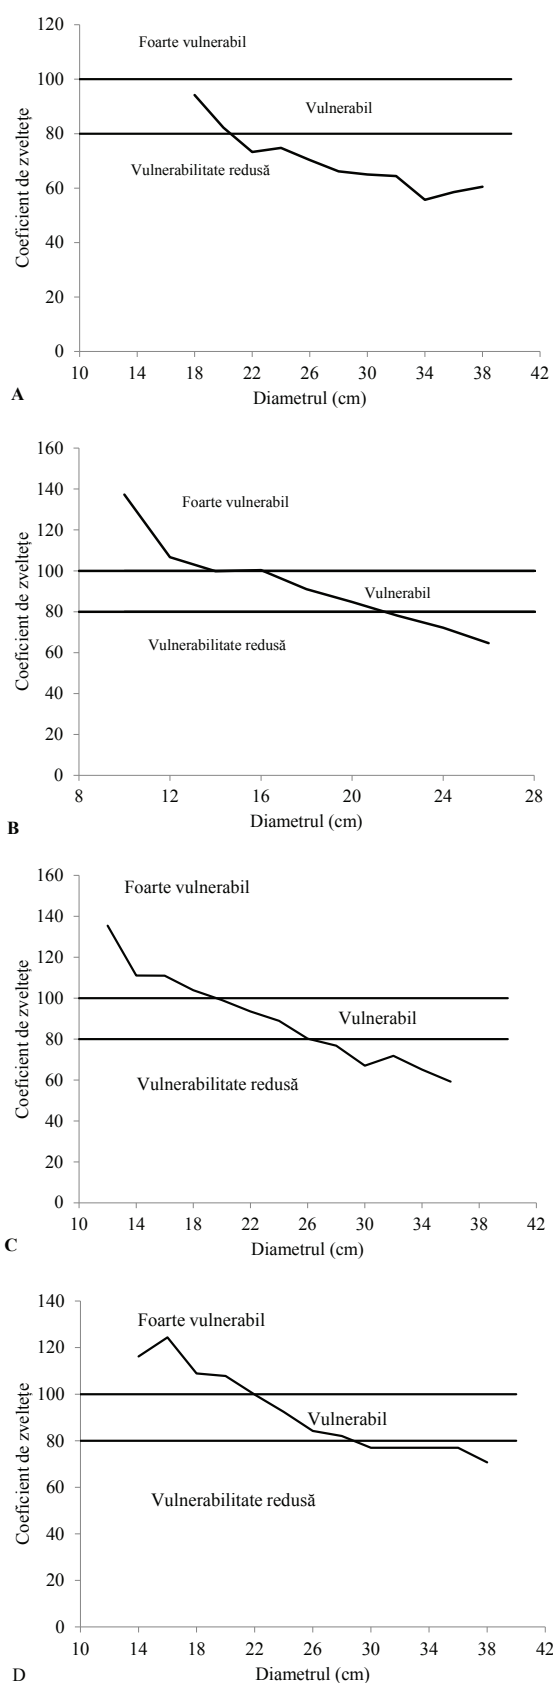 120
Foarte vulnerabil
100
Vulnerabil
80
Vulnerabilitate redusă
60
40
20
0
Coeficient de zveltețe
10 14 18 22 26 30 34 38 42
Diametrul (cm)
A
160
140
Foarte vulnerabil
120
100
Vulnerabil
80
Vulnerabilitate redusă
60
40
20
0
Coeficient de zveltețe
8 12 16 20 24 28
Diametrul (cm)
B
160
Foarte vulnerabil
140
120
100
Vulnerabil
80
Vulnerabilitate redusă
60
40
20
0
Coeficient de zveltețe
10 14 18 22 26 30 34 38 42
Diametrul (cm)
C
140
Foarte vulnerabil
120
100
Vulnerabil
80
60
Vulnerabilitate redusă
40
20
0
Coeficient de zveltețe
10 14 18 22 26 30 34 38 42
Diametrul (cm)
D